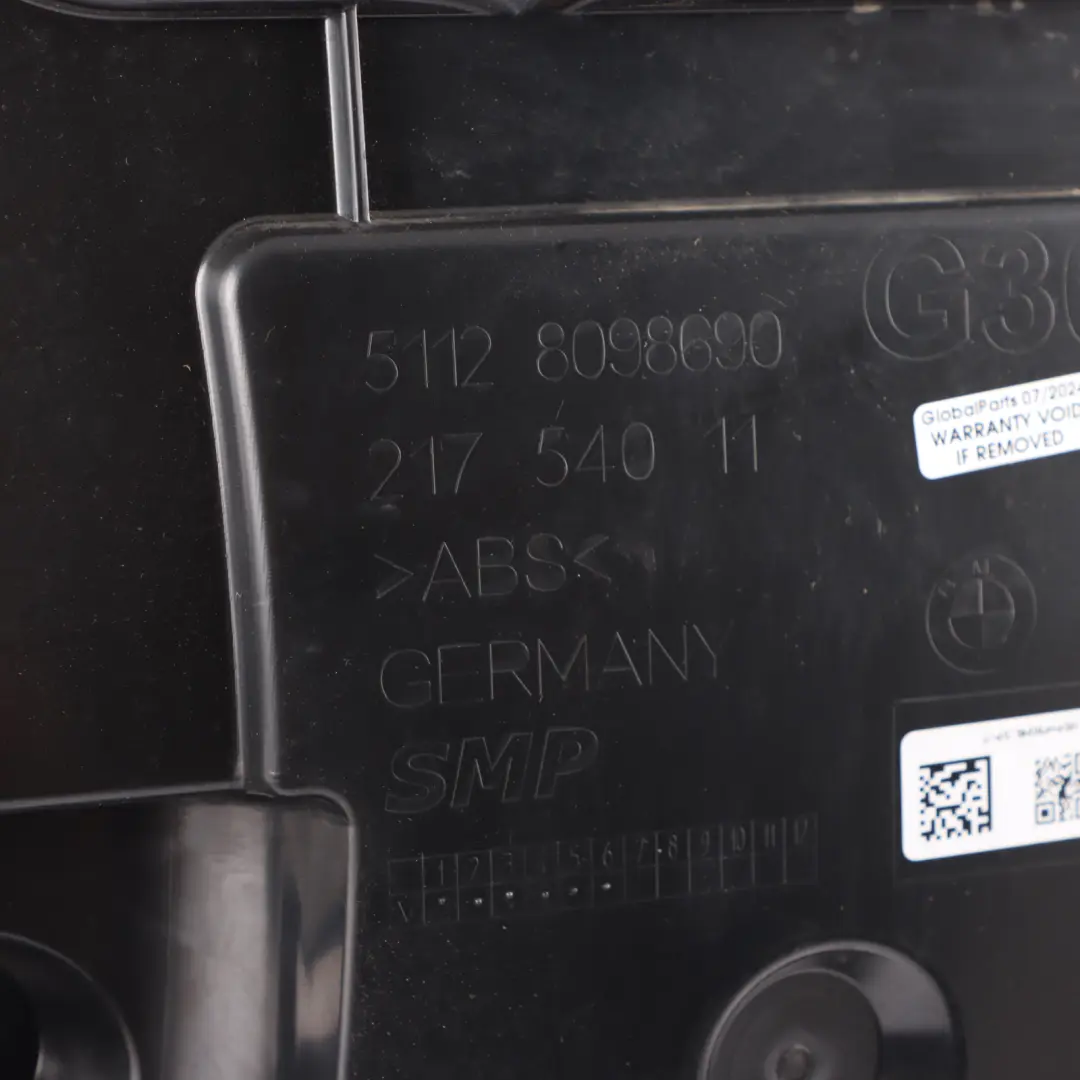 G30
5112 8098690
GlobalParts 07/2024
WARRANTY VOID
IF REMOVED
217 540 11
>ABS<
GERMANY
SMP
1 2 3 5 6 7 8 9 10 11 12